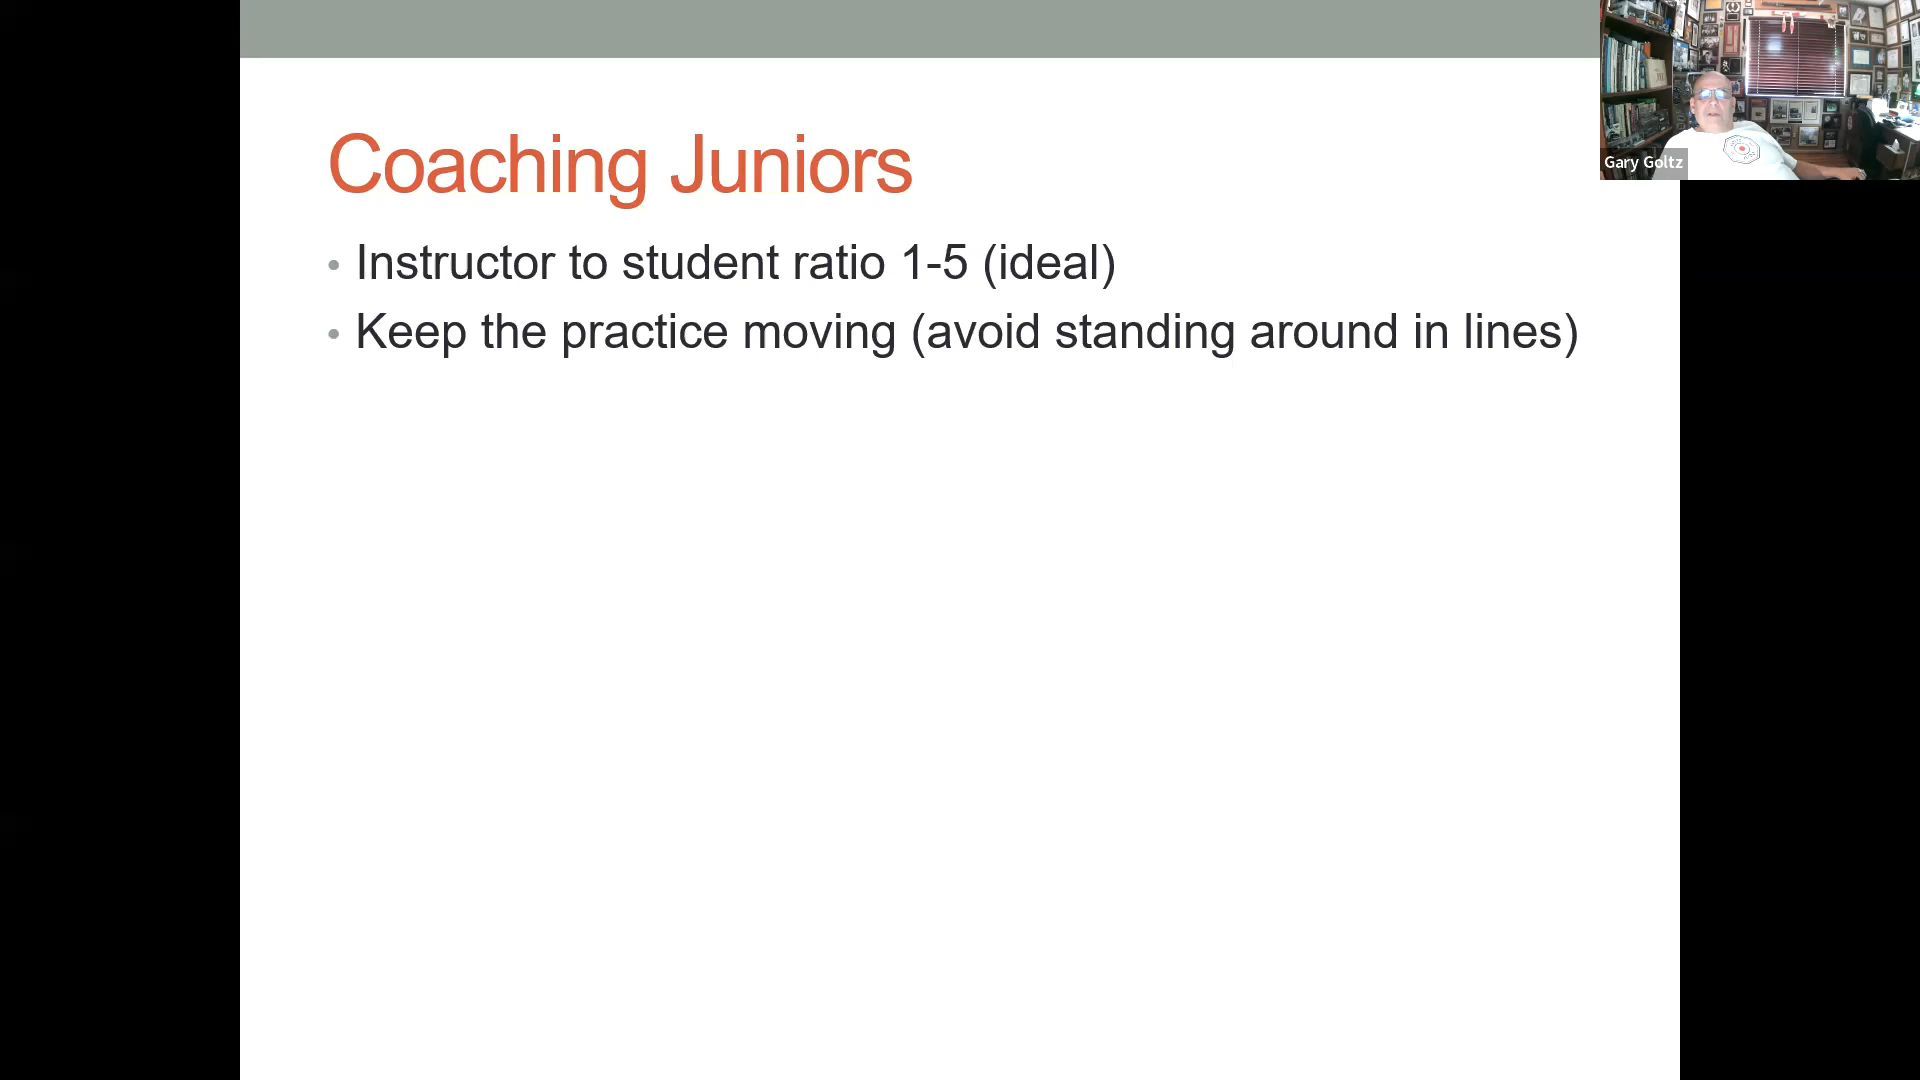 Coaching Juniors
• Instructor to student ratio 1-5 (ideal)
• Keep the practice moving (avoid standing around in lines)
Gary Goltz